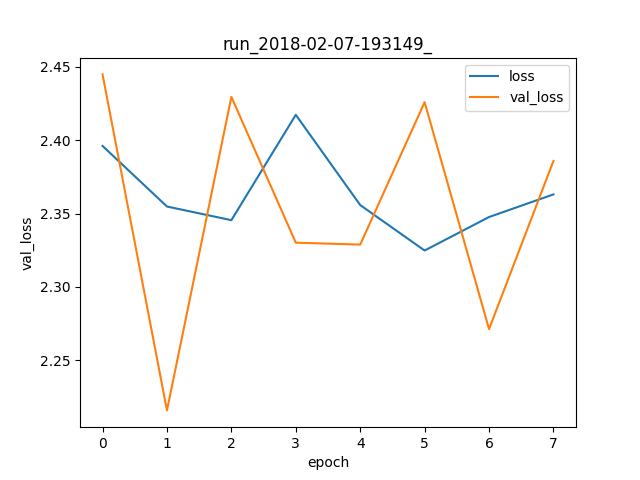 run_2018-02-07-193149_
loss
val_loss
2.45
2.40
2.35
2.30
2.25
val_loss
0 1 2 3 4 5 6 7
epoch